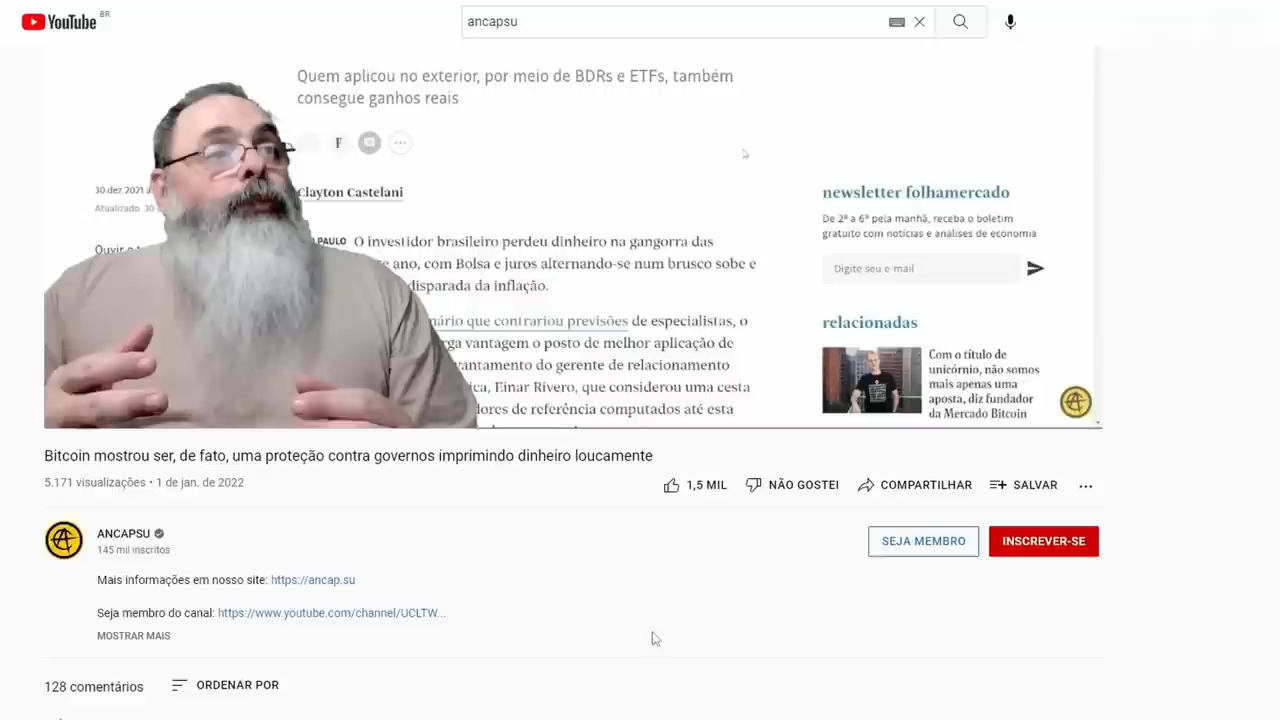 YouTube BR
ancapsu
Quem aplicou no exterior, por meio de BDRs e ETFs, também
consegue ganhos reais
F
30.dez.2021
Atualizado 30
Ouvir o
Clayton Castelani
PAULO O investidor brasileiro perdeu dinheiro na gangorra das
ano, com Bolsa e juros alternando-se num brusco sobe e
disparada da inflação.
que contrariou previsões de especialistas, o
vantagem o posto de melhor aplicação de
do gerente de relacionamento
Einar Rivero, que considerou uma cesta
de referência computados até esta
newsletter folhamercado
De 2ª a 6ª pela manhã, receba o boletim
gratuito com notícias e análises de economia
Digite seu e-mail
relacionadas
Com o título de
unicórnio, não somos
mais apenas uma
aposta, diz fundador
da Mercado Bitcoin
Bitcoin mostrou ser, de fato, uma proteção contra governos imprimindo dinheiro loucamente
5.171 visualizações • 1 de jan. de 2022
1,5 MIL NÃO GOSTEI COMPARTILHAR SALVAR ...
ANCAPSU
145 mil inscritos
SEJA MEMBRO INSCREVER-SE
Mais informações em nosso site: https://ancap.su
Seja membro do canal: https://www.youtube.com/channel/UCLTW...
MOSTRAR MAIS
128 comentários ORDENAR POR